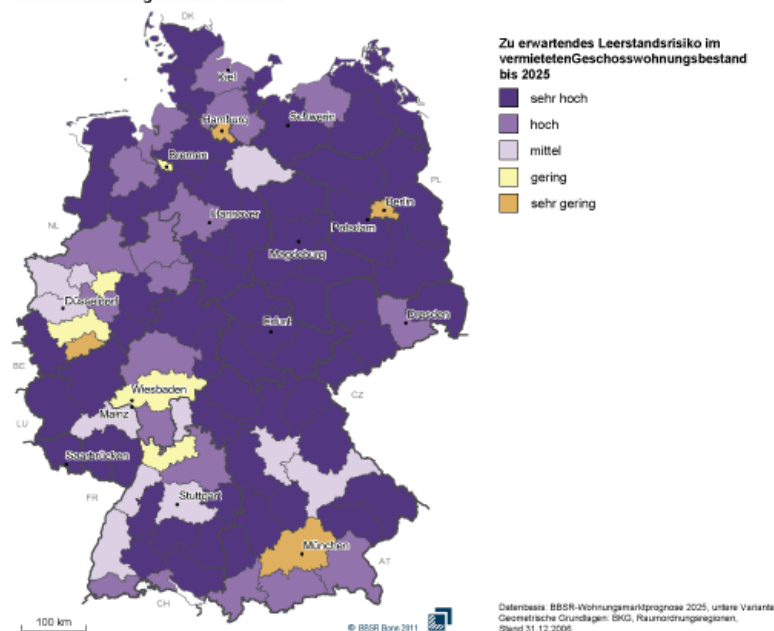 DK
Kiel
Hamburg
Schwerin
Bremen
PL
Berlin
Hannover
Potsdam
NL
Magdeburg
Düsseldorf
Erfurt
Dresden
BE
Wiesbaden
CZ
Mainz
LU
Saarbrücken
FR
Stuttgart
München
AT
CH
100 km
© BBSR Bonn 2011
Zu erwartendes Leerstandsrisiko im
vermietetenGeschosswohnungsbestand
bis 2025
sehr hoch
hoch
mittel
gering
sehr gering
Datenbasis: BBSR-Wohnungsmarktprognose 2025, untere Variante
Geometrische Grundlagen: BKG, Raumordnungsregionen,
Stand 31.12.2006